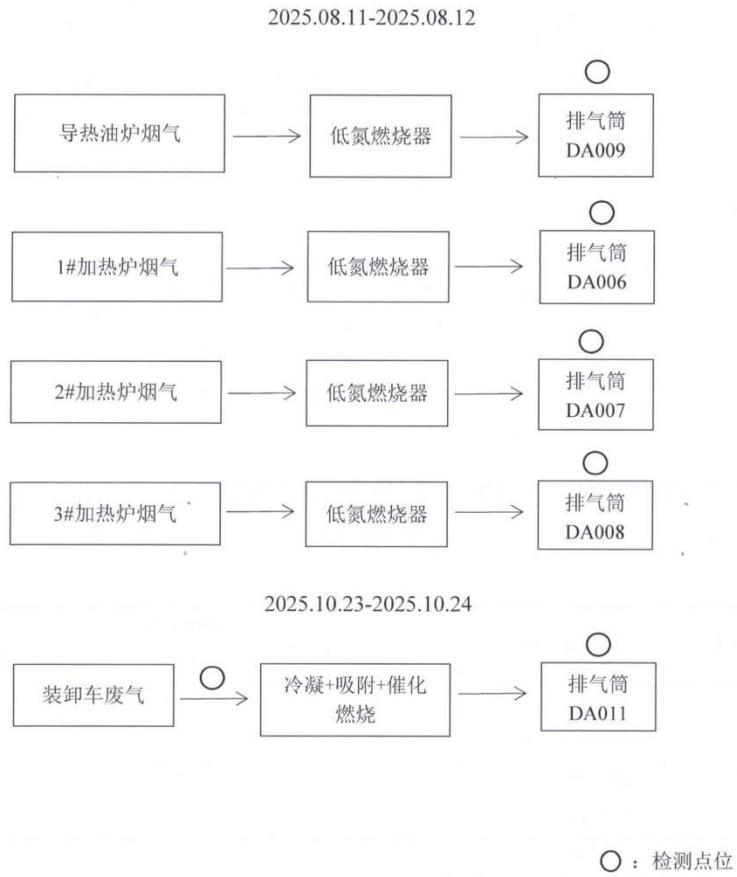 2025.08.11-2025.08.12
导热油炉烟气
低氮燃烧器
排气筒
DA009
1#加热炉烟气
低氮燃烧器
排气筒
DA006
2#加热炉烟气
低氮燃烧器
排气筒
DA007
3#加热炉烟气
低氮燃烧器
排气筒
DA008
2025.10.23-2025.10.24
装卸车废气
冷凝+吸附+催化
燃烧
排气筒
DA011
：检测点位